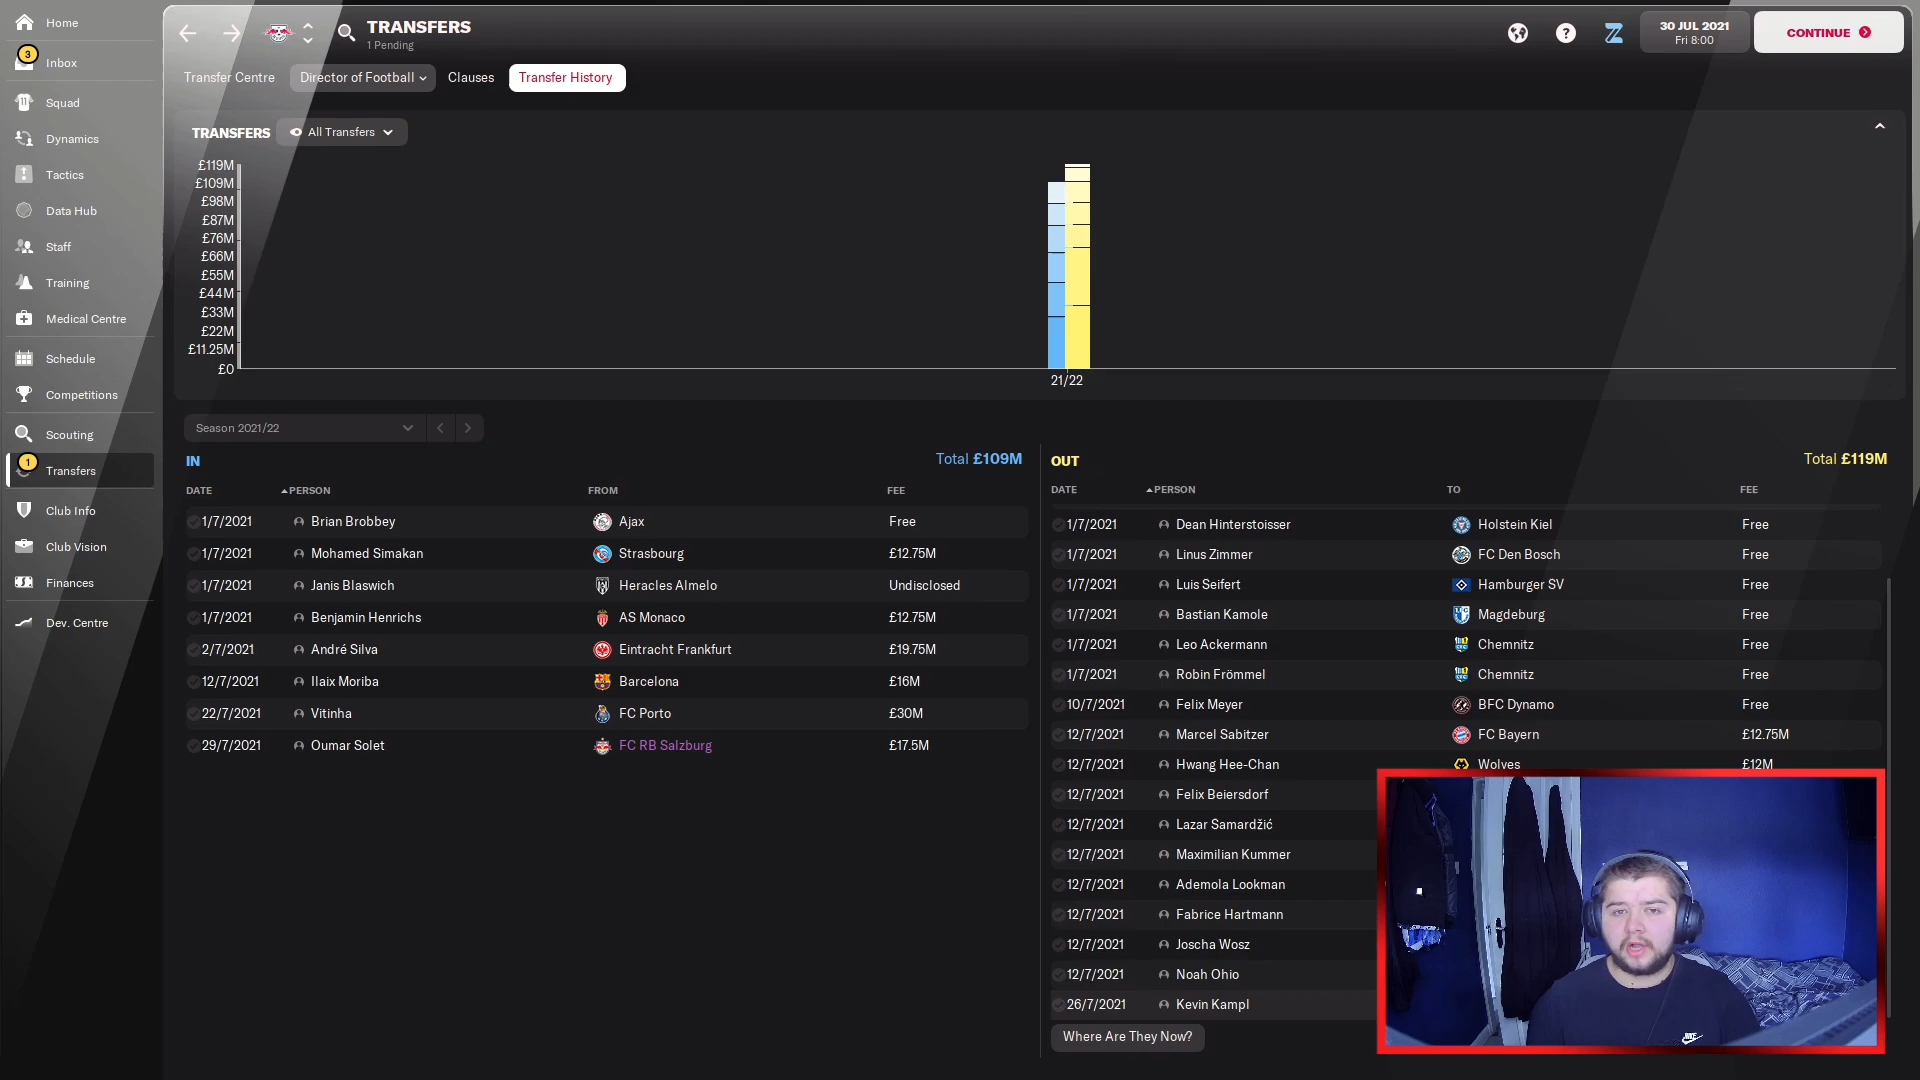 Home
3
Inbox
Squad
Dynamics
Tactics
Data Hub
Staff
Training
Medical Centre
Schedule
Competitions
Scouting
1
Transfers
Club Info
Club Vision
Finances
Dev. Centre
TRANSFERS
1 Pending
?
30 JUL 2021
Fri 8:00
CONTINUE
Transfer Centre Director of Football Clauses Transfer History
TRANSFERS All Transfers
£119M
£109M
£98M
£87M
£76M
£66M
£55M
£44M
£33M
£22M
£11.25M
£0
21/22
Season 2021/22
IN Total £109M
DATE PERSON FROM FEE
1/7/2021 Brian Brobbey Ajax Free
1/7/2021 Mohamed Simakan Strasbourg £12.75M
1/7/2021 Janis Blaswich Heracles Almelo Undisclosed
1/7/2021 Benjamin Henrichs AS Monaco £12.75M
2/7/2021 André Silva Eintracht Frankfurt £19.75M
12/7/2021 Ilaix Moriba Barcelona £16M
22/7/2021 Vitinha FC Porto £30M
29/7/2021 Oumar Solet FC RB Salzburg £17.5M
OUT Total £119M
DATE PERSON TO FEE
1/7/2021 Dean Hinterstoisser Holstein Kiel Free
1/7/2021 Linus Zimmer FC Den Bosch Free
1/7/2021 Luis Seifert Hamburger SV Free
1/7/2021 Bastian Kamole Magdeburg Free
1/7/2021 Leo Ackermann Chemnitz Free
1/7/2021 Robin Frömmel Chemnitz Free
10/7/2021 Felix Meyer BFC Dynamo Free
12/7/2021 Marcel Sabitzer FC Bayern £12.75M
12/7/2021 Hwang Hee-Chan Wolves £12M
12/7/2021 Felix Beiersdorf
12/7/2021 Lazar Samardžić
12/7/2021 Maximilian Kummer
12/7/2021 Ademola Lookman
12/7/2021 Fabrice Hartmann
12/7/2021 Joscha Wosz
12/7/2021 Noah Ohio
26/7/2021 Kevin Kampl
Where Are They Now?
NIKE